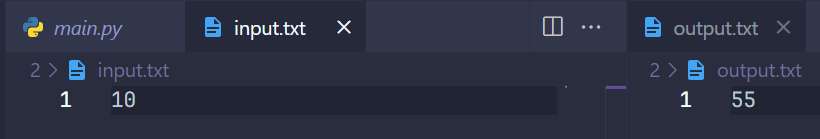 main.py input.txt × ... output.txt ×
2 > input.txt 2 > output.txt
1 10 1 55